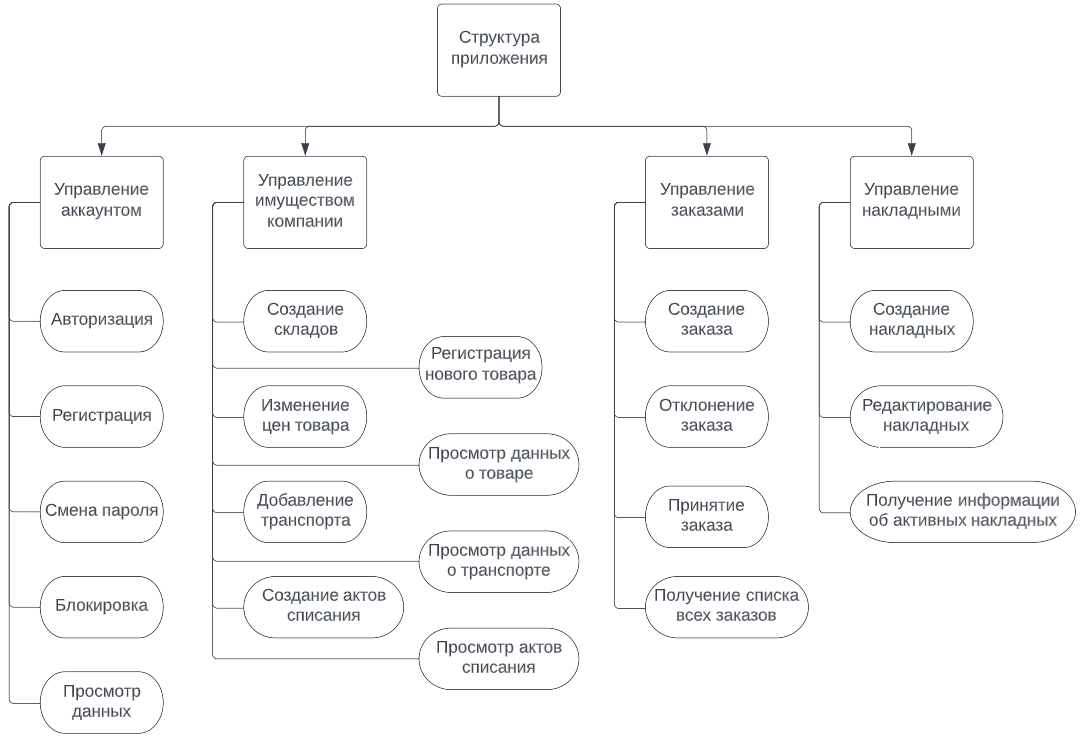 Структура
приложения
Управление
аккаунтом
Авторизация
Регистрация
Смена пароля
Блокировка
Просмотр
данных
Управление
имуществом
компании
Создание
складов
Регистрация
нового товара
Изменение
цен товара
Просмотр данных
о товаре
Добавление
транспорта
Просмотр данных
о транспорте
Создание актов
списания
Просмотр актов
списания
Управление
заказами
Создание
заказа
Отклонение
заказа
Принятие
заказа
Получение списка
всех заказов
Управление
накладными
Создание
накладных
Редактирование
накладных
Получение информации
об активных накладных